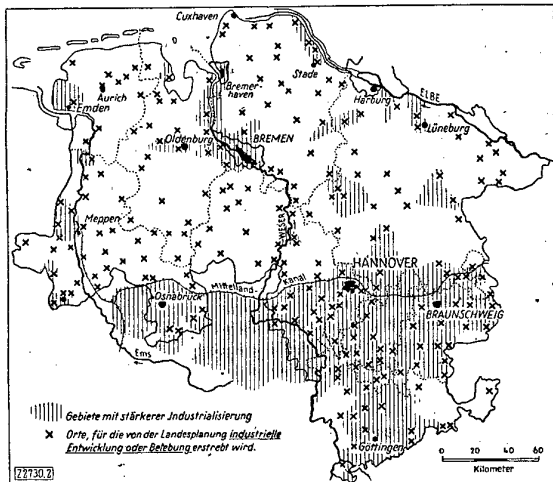 Cuxhaven
Stade
Bremer-
haven
Aurich
Emden
Harburg
ELBE
Lüneburg
Oldenburg
BREMEN
Meppen
WESER
HANNOVER
Mittelland-
Kanal
Osnabrück
BRAUNSCHWEIG
Ems
Göttingen
Gebiete mit stärkerer Industrialisierung
Orte, für die von der Landesplanung industrielle
Entwicklung oder Belebung erstrebt wird.
0 20 40 60
Kilometer
Z2730.2